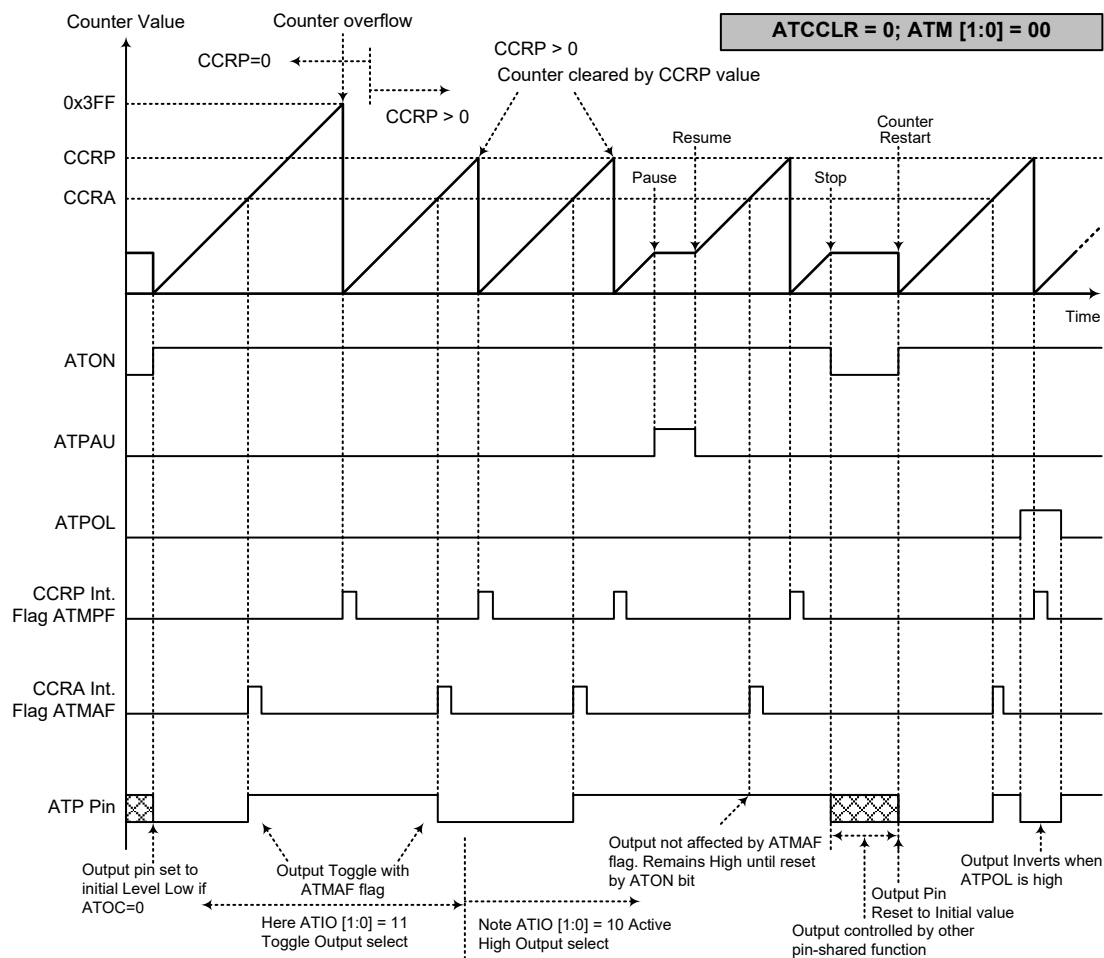 Counter Value
Counter overflow
ATCCLR = 0; ATM [1:0] = 00
CCRP=0
CCRP > 0
CCRP > 0
Counter cleared by CCRP value
0x3FF
CCRP
CCRA
Pause
Resume
Stop
Counter
Restart
Time
ATON
ATPAU
ATPOL
CCRP Int.
Flag ATMPF
CCRA Int.
Flag ATMAF
ATP Pin
Output pin set to
initial Level Low if
ATOC=0
Output Toggle with
ATMAF flag
Here ATIO [1:0] = 11
Toggle Output select
Note ATIO [1:0] = 10 Active
High Output select
Output not affected by ATMAF
flag. Remains High until reset
by ATON bit
Output Pin
Reset to Initial value
Output controlled by other
pin-shared function
Output Inverts when
ATPOL is high